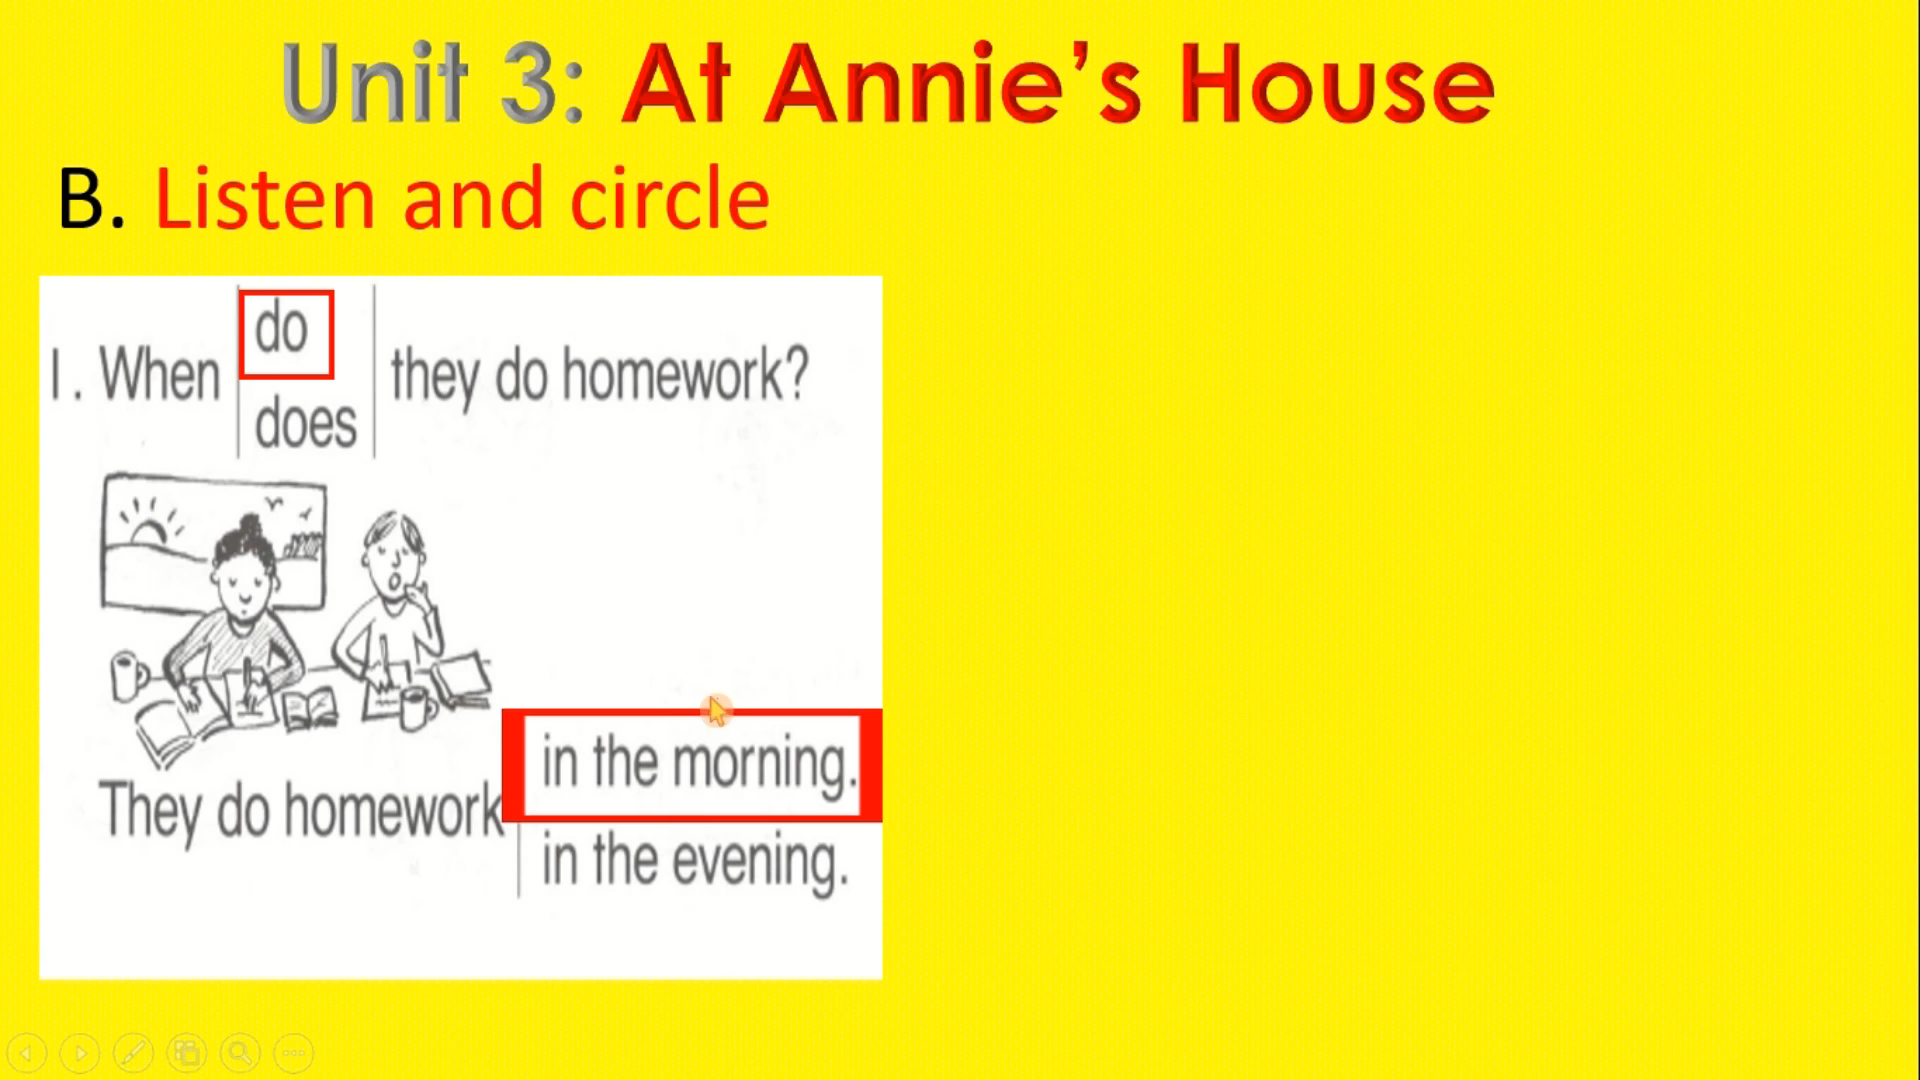 Unit 3: At Annie’s House
B. Listen and circle
do
1. When they do homework?
does
in the morning.
They do homework
in the evening.